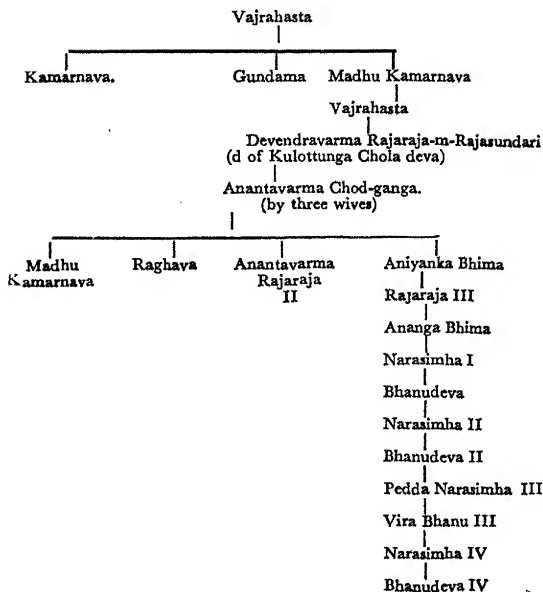 Vajrahasta
Kamarnava. Gundama Madhu Kamarnava
Vajrahasta
Devendravarma Rajaraja-m-Rajasundari
(d of Kulottunga Chola deva)
Anantavarma Chod-ganga.
(by three wives)
Madhu Kamarnava
Raghava
Anantavarma Rajaraja II
Aniyanka Bhima
Rajaraja III
Ananga Bhima
Narasimha I
Bhanudeva
Narasimha II
Bhanudeva II
Pedda Narasimha III
Vira Bhanu III
Narasimha IV
Bhanudeva IV